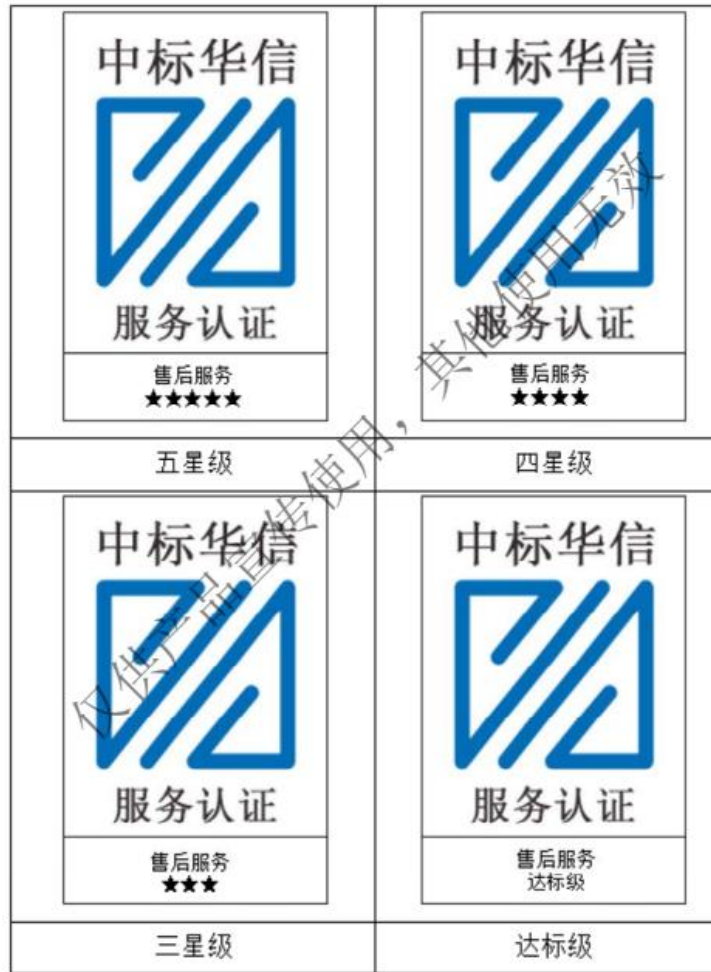 中标华信
服务认证
售后服务
★★★★★
五星级
中标华信
服务认证
售后服务
★★★★
四星级
中标华信
服务认证
售后服务
★★★
三星级
中标华信
服务认证
售后服务
达标级
达标级
仅供产品宣传使用，其他使用无效